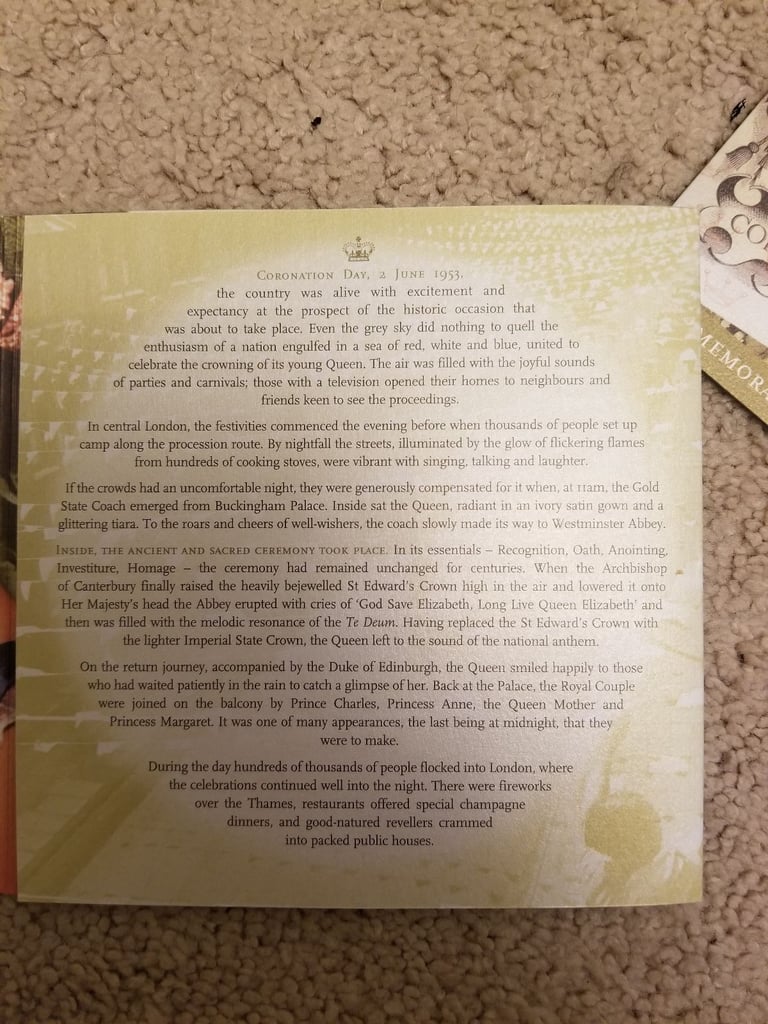 CORONATION DAY, 2 JUNE 1953,
the country was alive with excitement and
expectancy at the prospect of the historic occasion that
was about to take place. Even the grey sky did nothing to quell the
enthusiasm of a nation engulfed in a sea of red, white and blue, united to
celebrate the crowning of its young Queen. The air was filled with the joyful sounds
of parties and carnivals; those with a television opened their homes to neighbours and
friends keen to see the proceedings.
In central London, the festivities commenced the evening before when thousands of people set up
camp along the procession route. By nightfall the streets, illuminated by the glow of flickering flames
from hundreds of cooking stoves, were vibrant with singing, talking and laughter.
If the crowds had an uncomfortable night, they were generously compensated for it when, at 11am, the Gold
State Coach emerged from Buckingham Palace. Inside sat the Queen, radiant in an ivory satin gown and a
glittering tiara. To the roars and cheers of well-wishers, the coach slowly made its way to Westminster Abbey.
INSIDE, THE ANCIENT AND SACRED CEREMONY TOOK PLACE. In its essentials – Recognition, Oath, Anointing,
Investiture, Homage – the ceremony had remained unchanged for centuries. When the Archbishop
of Canterbury finally raised the heavily bejewelled St Edward's Crown high in the air and lowered it onto
Her Majesty's head the Abbey erupted with cries of 'God Save Elizabeth, Long Live Queen Elizabeth' and
then was filled with the melodic resonance of the Te Deum. Having replaced the St Edward's Crown with
the lighter Imperial State Crown, the Queen left to the sound of the national anthem.
On the return journey, accompanied by the Duke of Edinburgh, the Queen smiled happily to those
who had waited patiently in the rain to catch a glimpse of her. Back at the Palace, the Royal Couple
were joined on the balcony by Prince Charles, Princess Anne, the Queen Mother and
Princess Margaret. It was one of many appearances, the last being at midnight, that they
were to make.
During the day hundreds of thousands of people flocked into London, where
the celebrations continued well into the night. There were fireworks
over the Thames, restaurants offered special champagne
dinners, and good-natured revellers crammed
into packed public houses.